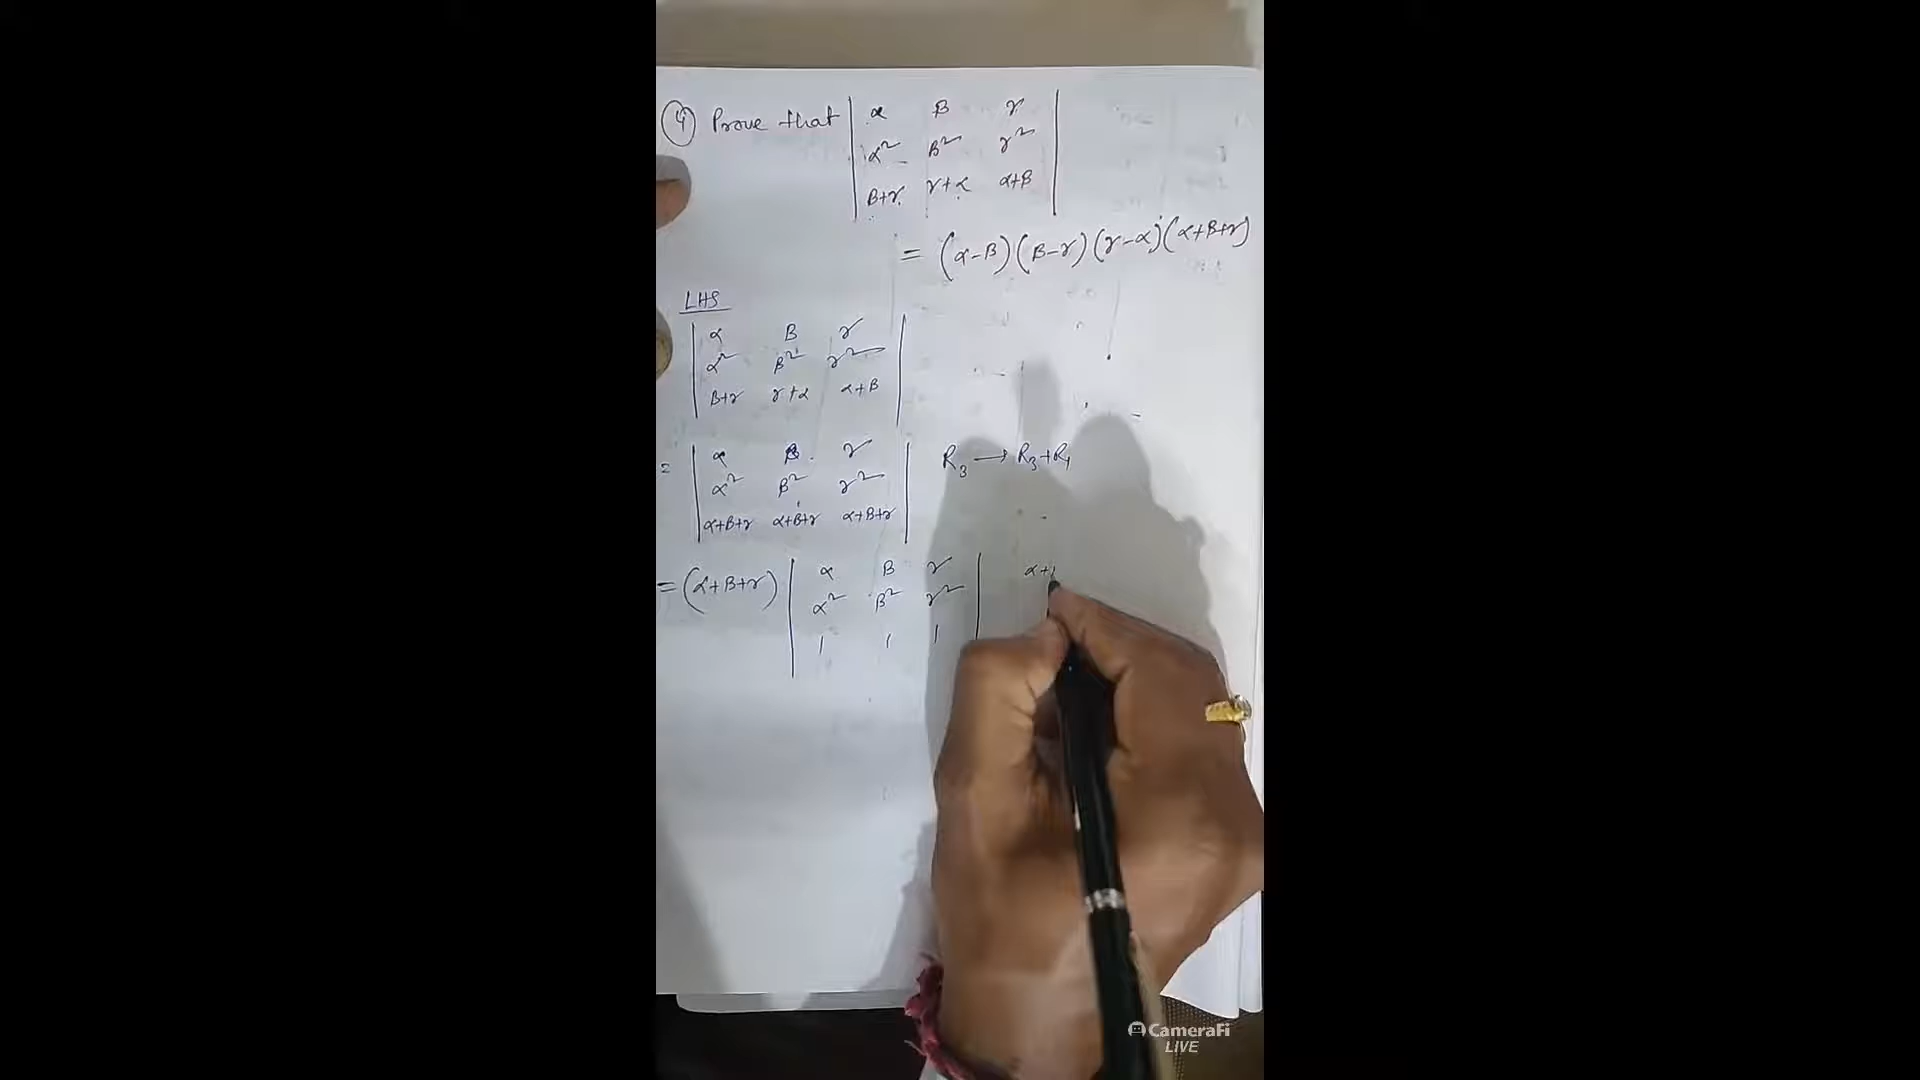 (4) Prove that | α β γ |
| α² β² γ² |
| β+γ γ+α α+β |
= (α-β)(β-γ)(γ-α)(α+β+γ)
LHS
| α β γ |
| α² β² γ² |
| β+γ γ+α α+β |
= | α β γ | R₃ → R₃+R₁
| α² β² γ² |
| α+β+γ α+β+γ α+β+γ |
= (α+β+γ) | α β γ | α+
| α² β² γ² |
| 1 1 1 |
CameraFi
LIVE